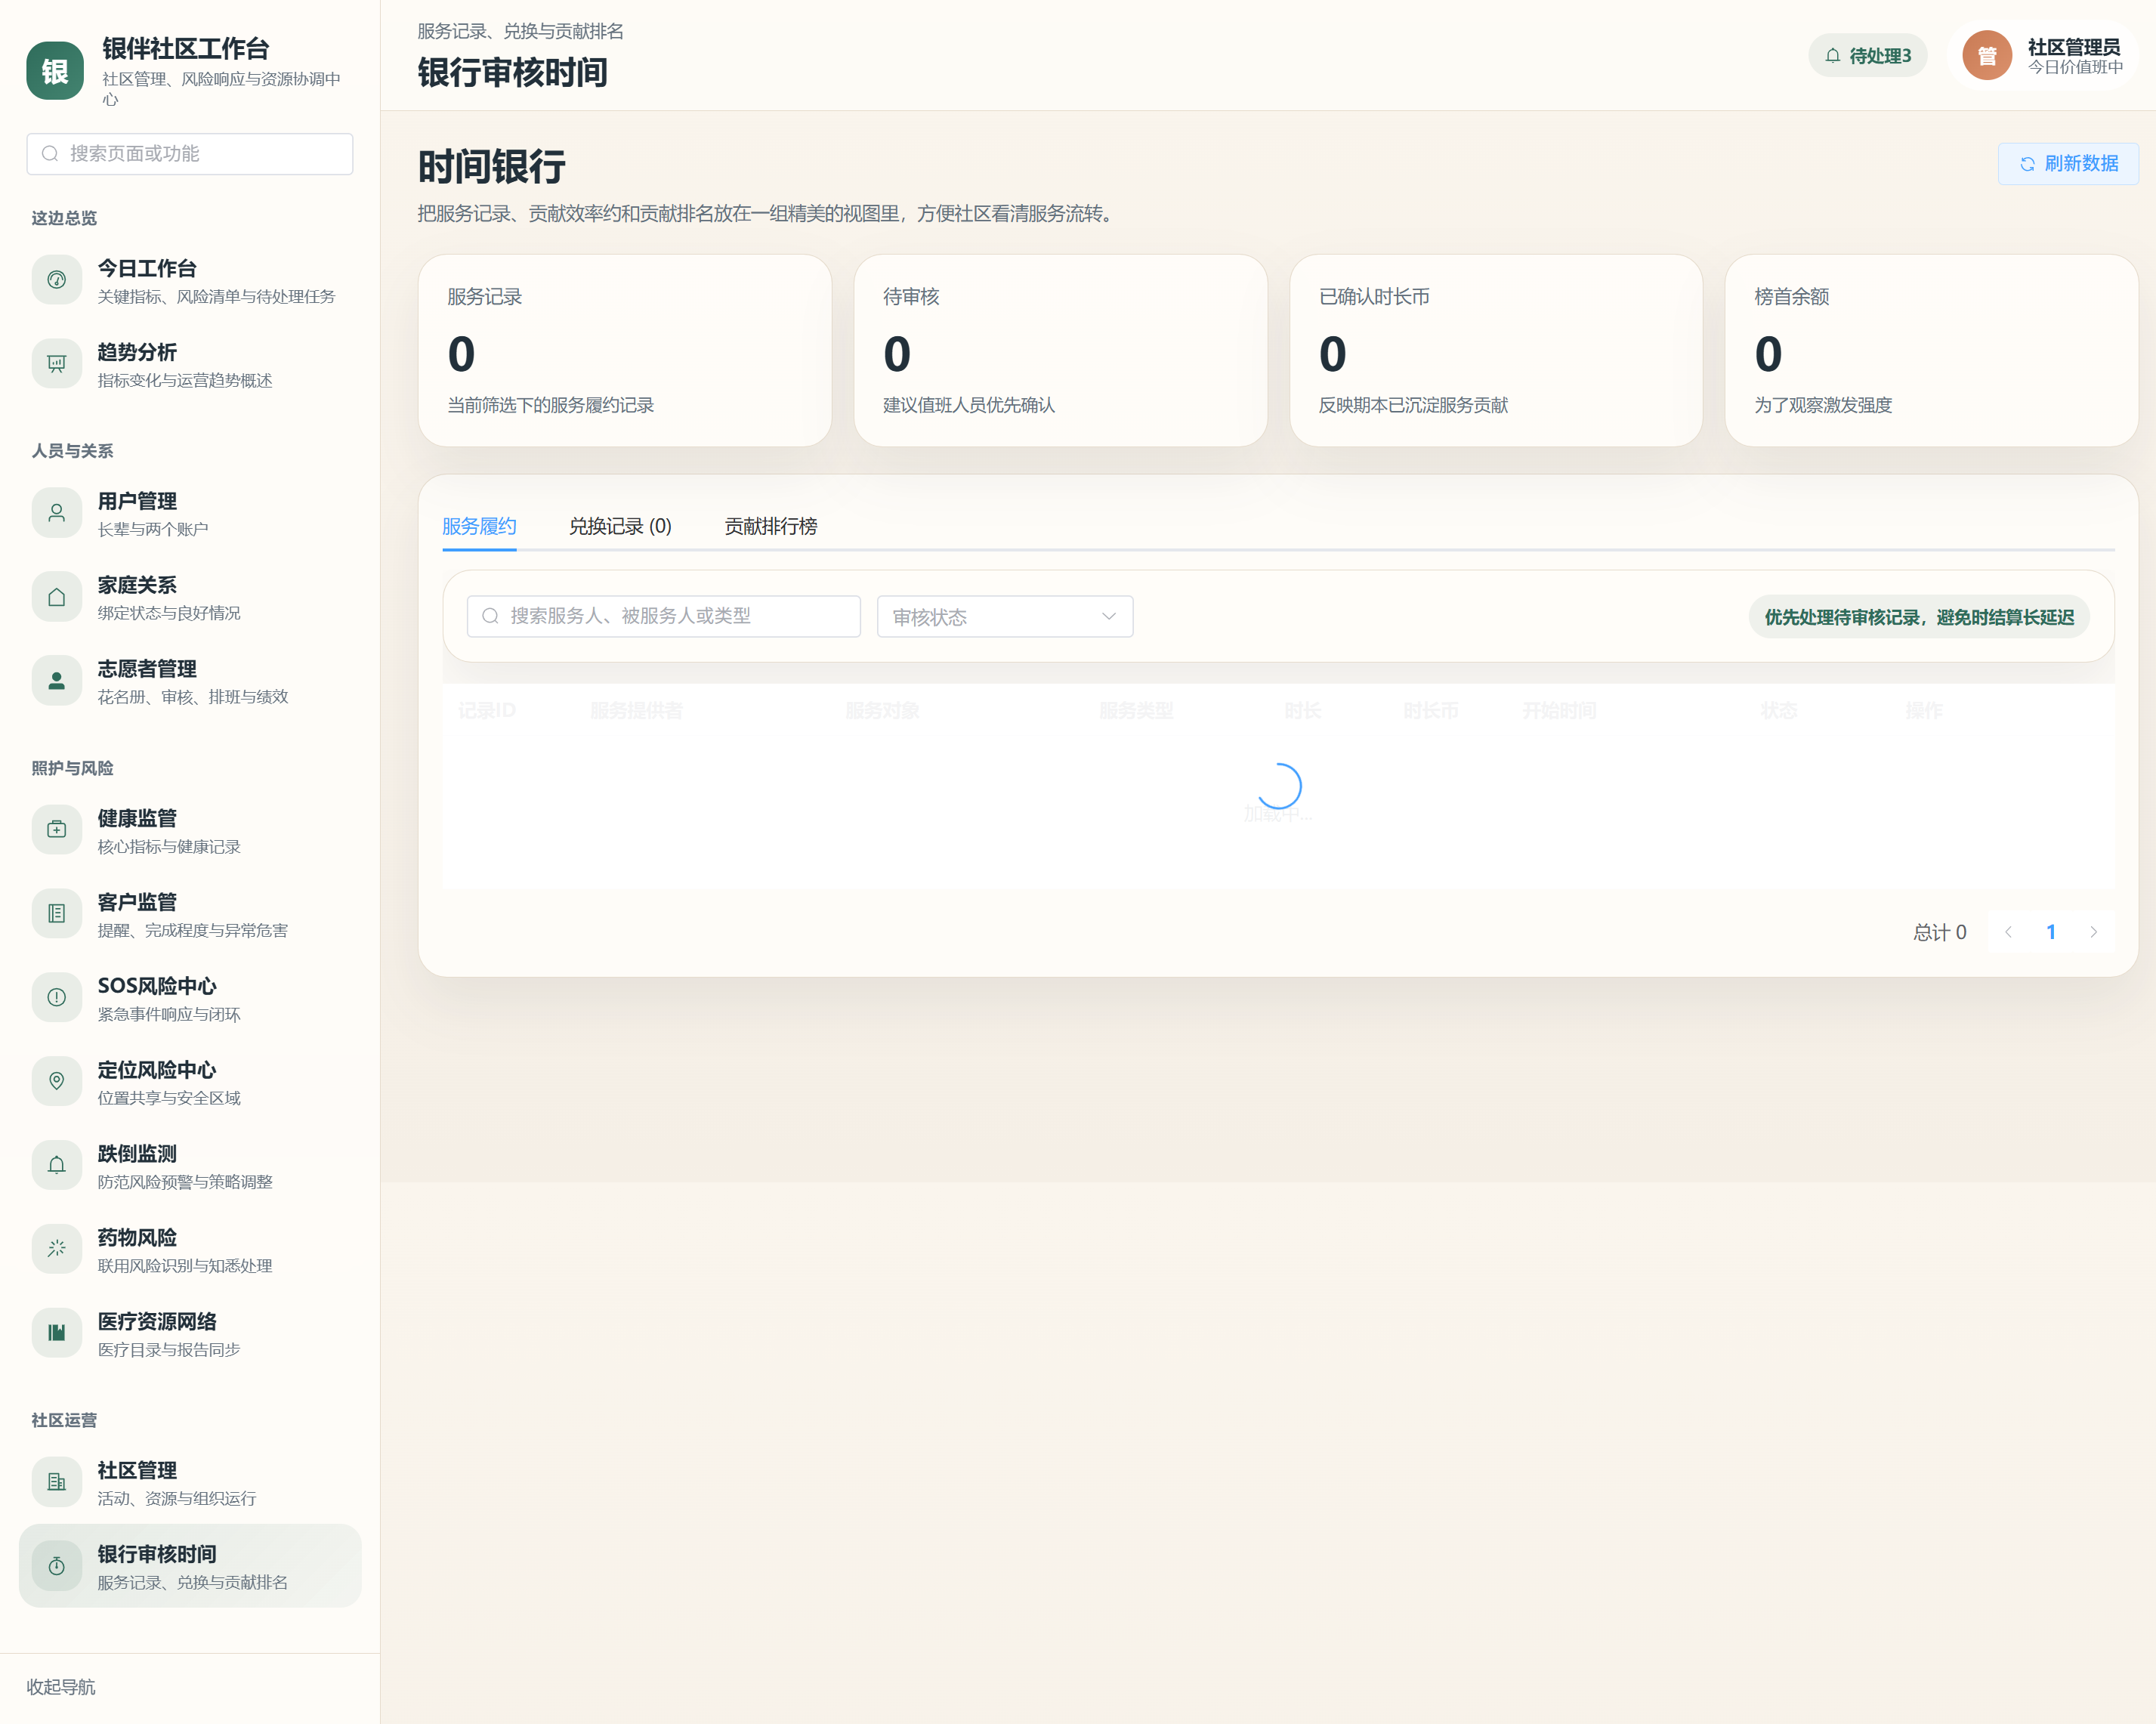 银
银伴社区工作台
社区管理、风险响应与资源协调中
心
搜索页面或功能
这边总览
今日工作台
关键指标、风险清单与待处理任务
趋势分析
指标变化与运营趋势概述
人员与关系
用户管理
长辈与两个账户
家庭关系
绑定状态与良好情况
志愿者管理
花名册、审核、排班与绩效
照护与风险
健康监管
核心指标与健康记录
客户监管
提醒、完成程度与异常危害
SOS风险中心
紧急事件响应与闭环
定位风险中心
位置共享与安全区域
跌倒监测
防范风险预警与策略调整
药物风险
联用风险识别与知悉处理
医疗资源网络
医疗目录与报告同步
社区运营
社区管理
活动、资源与组织运行
银行审核时间
服务记录、兑换与贡献排名
收起导航
服务记录、兑换与贡献排名
银行审核时间
待处理3
管
社区管理员
今日价值班中
时间银行
把服务记录、贡献效率约和贡献排名放在一组精美的视图里，方便社区看清服务流转。
刷新数据
服务记录
0
当前筛选下的服务履约记录
待审核
0
建议值班人员优先确认
已确认时长币
0
反映期本已沉淀服务贡献
榜首余额
0
为了观察激发强度
服务履约 兑换记录 (0) 贡献排行榜
搜索服务人、被服务人或类型 审核状态 优先处理待审核记录，避免时结算长延迟
记录ID 服务提供者 服务对象 服务类型 时长 时长币 开始时间 状态 操作
加载中...
总计 0 1